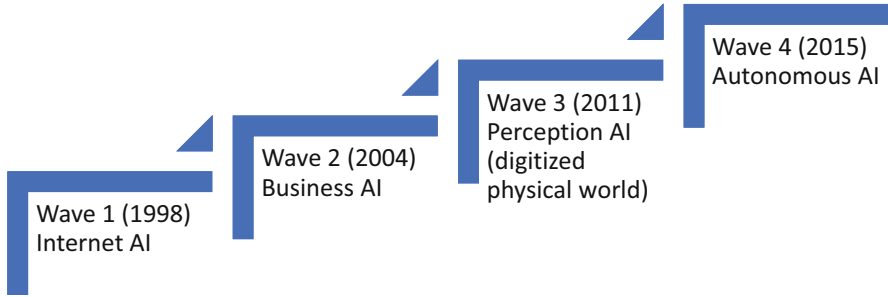 Wave 1 (1998)
Internet AI
Wave 2 (2004)
Business AI
Wave 3 (2011)
Perception AI
(digitized
physical world)
Wave 4 (2015)
Autonomous AI